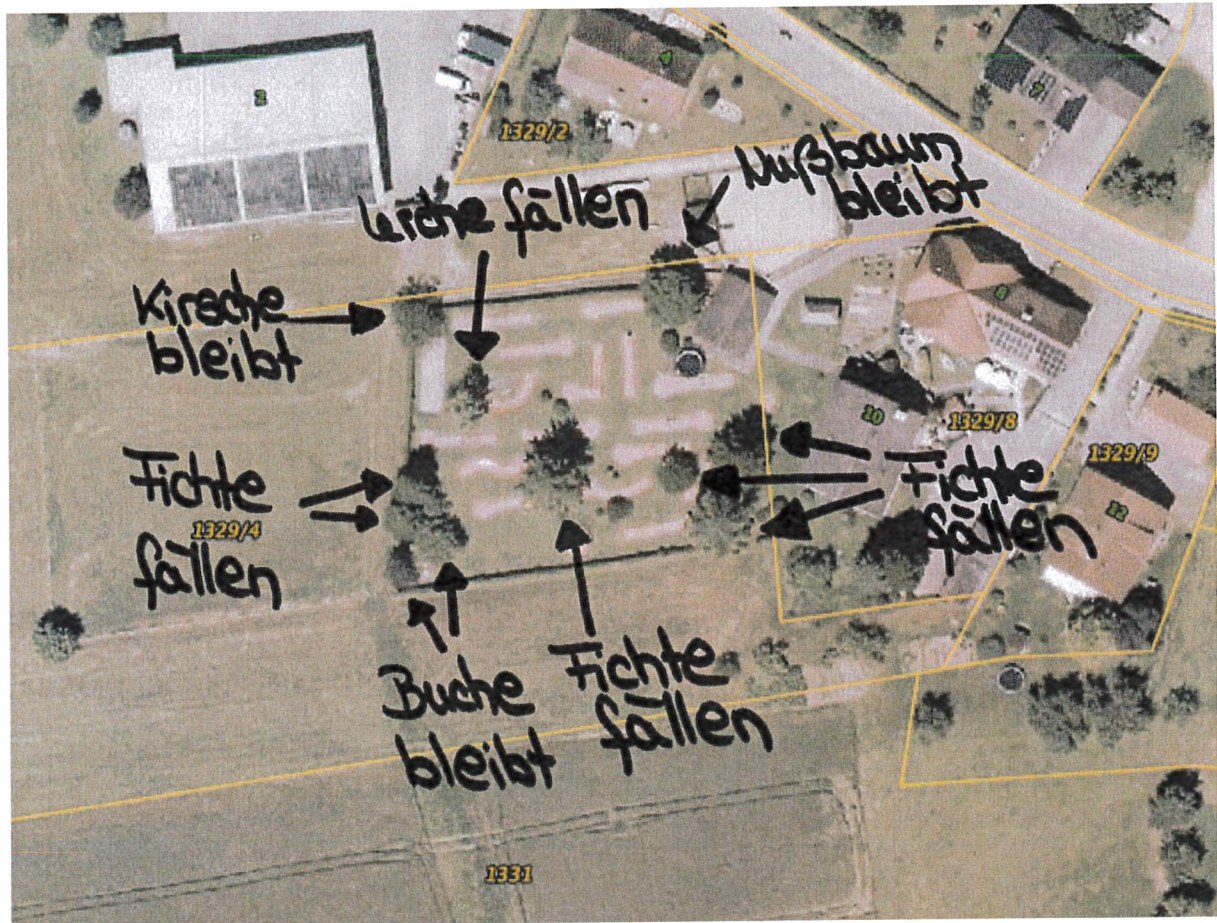 2
4
7
1329/2
Nußbaum
bleibt
fällen
Kirsche
bleibt
8
10
1329/8
1329/9
12
Fichte
1329/4
fällen
Fichte
fällen
Buche
bleibt
Fichte
fällen
1331